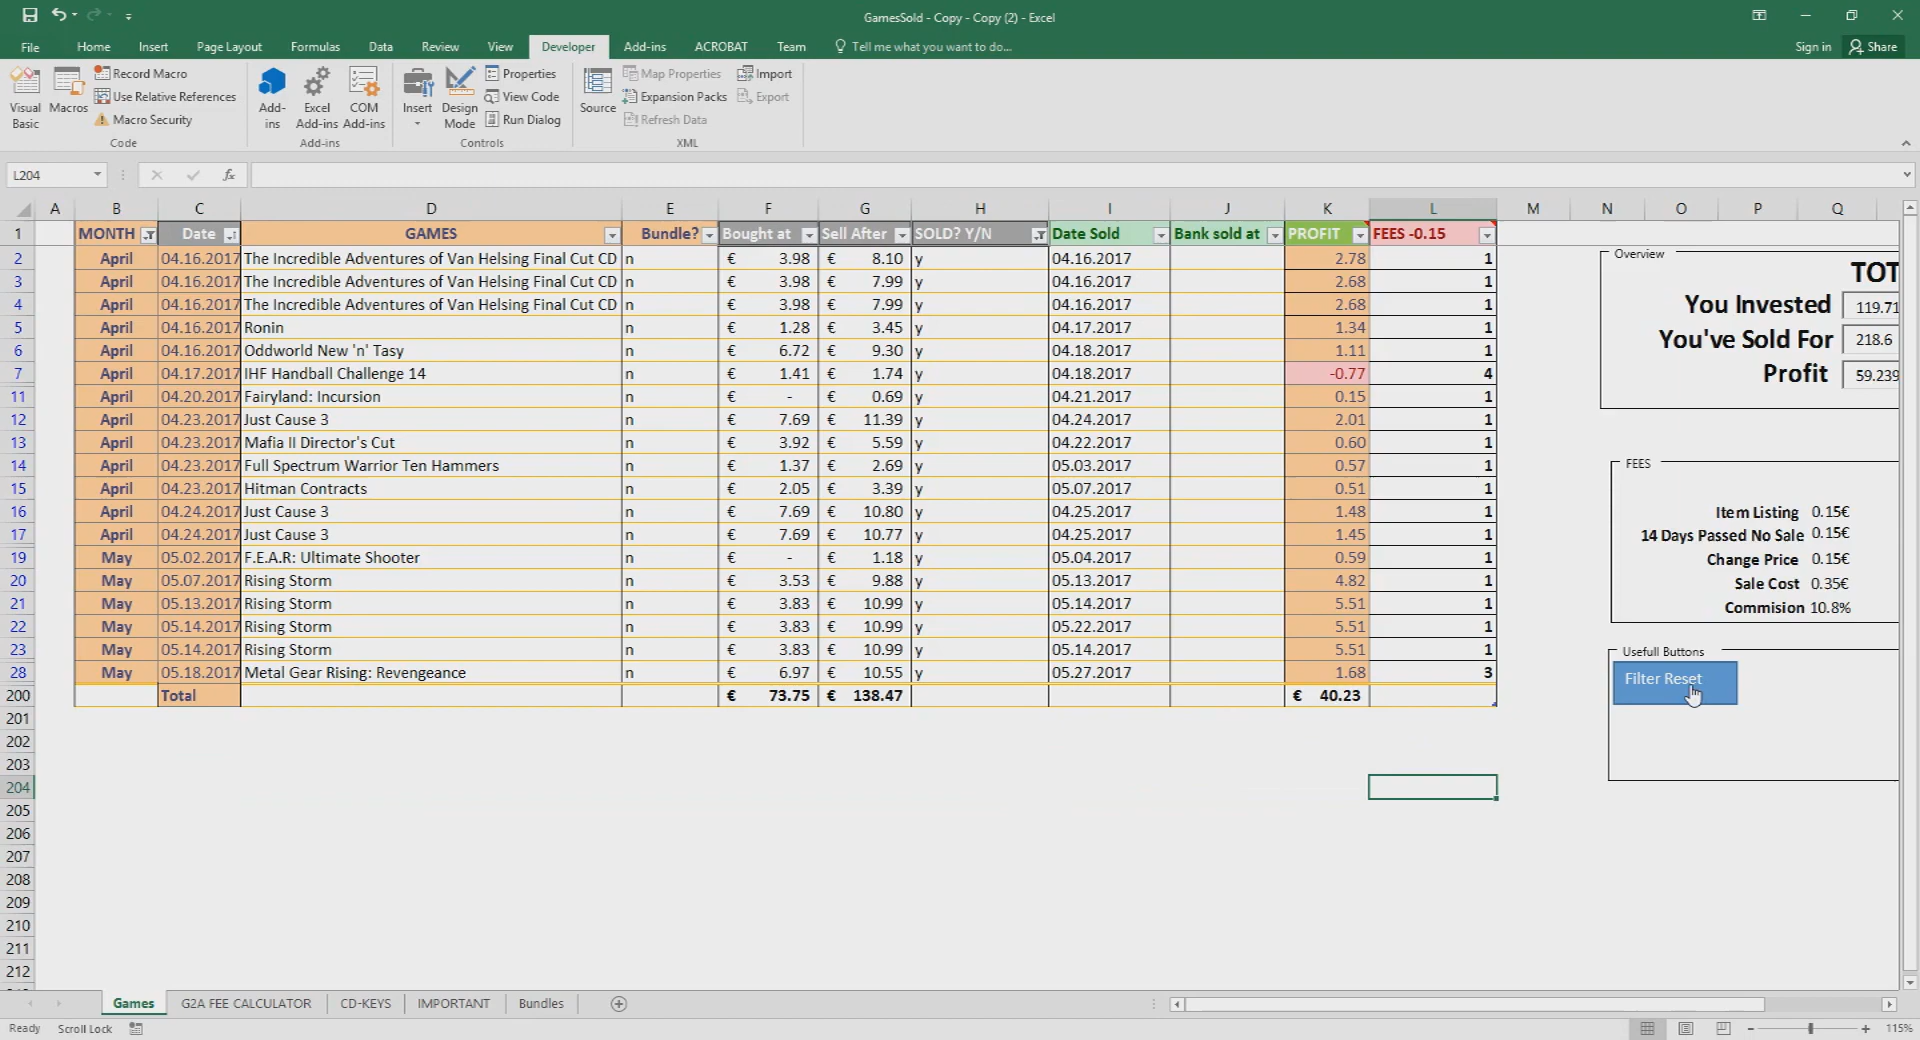 GamesSold - Copy - Copy (2) - Excel
File Home Insert Page Layout Formulas Data Review View Developer Add-ins ACROBAT Team Tell me what you want to do... Sign in Share
Visual Basic Macros Record Macro Use Relative References Macro Security Code
Add-ins Excel Add-ins COM Add-ins Add-ins
Insert Design Mode Properties View Code Run Dialog Controls
Source Map Properties Expansion Packs Refresh Data Import Export XML
L204 fx
A B C D E F G H I J K L M N O P Q
1 MONTH Date GAMES Bundle? Bought at Sell After SOLD? Y/N Date Sold Bank sold at PROFIT FEES -0.15
2 April 04.16.2017 The Incredible Adventures of Van Helsing Final Cut CD n € 3.98 € 8.10 y 04.16.2017 2.78 1
3 April 04.16.2017 The Incredible Adventures of Van Helsing Final Cut CD n € 3.98 € 7.99 y 04.16.2017 2.68 1
4 April 04.16.2017 The Incredible Adventures of Van Helsing Final Cut CD n € 3.98 € 7.99 y 04.16.2017 2.68 1
5 April 04.16.2017 Ronin n € 1.28 € 3.45 y 04.17.2017 1.34 1
6 April 04.16.2017 Oddworld New 'n' Tasy n € 6.72 € 9.30 y 04.18.2017 1.11 1
7 April 04.17.2017 IHF Handball Challenge 14 n € 1.41 € 1.74 y 04.18.2017 -0.77 4
11 April 04.20.2017 Fairyland: Incursion n € - € 0.69 y 04.21.2017 0.15 1
12 April 04.23.2017 Just Cause 3 n € 7.69 € 11.39 y 04.24.2017 2.01 1
13 April 04.23.2017 Mafia II Director's Cut n € 3.92 € 5.59 y 04.22.2017 0.60 1
14 April 04.23.2017 Full Spectrum Warrior Ten Hammers n € 1.37 € 2.69 y 05.03.2017 0.57 1
15 April 04.23.2017 Hitman Contracts n € 2.05 € 3.39 y 05.07.2017 0.51 1
16 April 04.24.2017 Just Cause 3 n € 7.69 € 10.80 y 04.25.2017 1.48 1
17 April 04.24.2017 Just Cause 3 n € 7.69 € 10.77 y 04.25.2017 1.45 1
19 May 05.02.2017 F.E.A.R: Ultimate Shooter n € - € 1.18 y 05.04.2017 0.59 1
20 May 05.07.2017 Rising Storm n € 3.53 € 9.88 y 05.13.2017 4.82 1
21 May 05.13.2017 Rising Storm n € 3.83 € 10.99 y 05.14.2017 5.51 1
22 May 05.14.2017 Rising Storm n € 3.83 € 10.99 y 05.22.2017 5.51 1
23 May 05.14.2017 Rising Storm n € 3.83 € 10.99 y 05.14.2017 5.51 1
28 May 05.18.2017 Metal Gear Rising: Revengeance n € 6.97 € 10.55 y 05.27.2017 1.68 3
200 Total € 73.75 € 138.47 € 40.23
201
202
203
204
205
206
207
208
209
210
211
212
Overview
TOT
You Invested 119.71
You've Sold For 218.6
Profit 59.239
FEES
Item Listing 0.15€
14 Days Passed No Sale 0.15€
Change Price 0.15€
Sale Cost 0.35€
Commision 10.8%
Usefull Buttons
Filter Reset
Games G2A FEE CALCULATOR CD-KEYS IMPORTANT Bundles
Ready Scroll Lock 115%